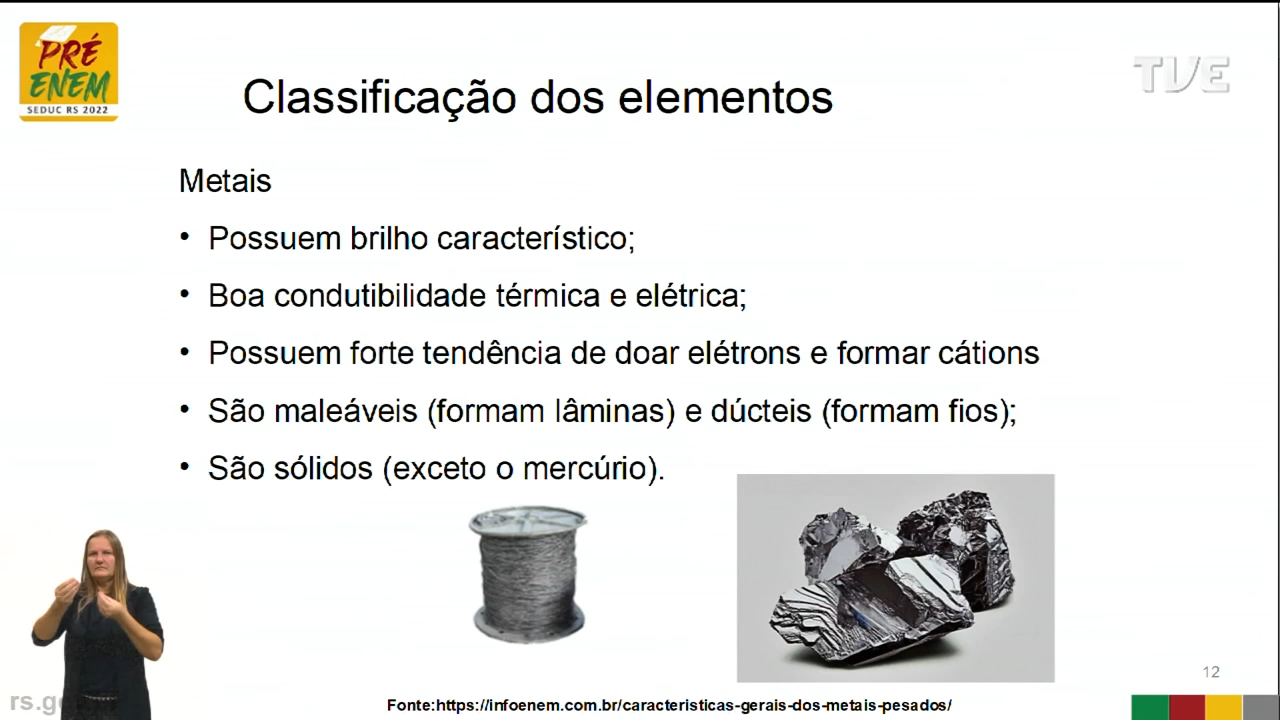 PRÉ
ENEM
SEDUC RS 2022
TVE
Classificação dos elementos
Metais
• Possuem brilho característico;
• Boa condutibilidade térmica e elétrica;
• Possuem forte tendência de doar elétrons e formar cátions
• São maleáveis (formam lâminas) e dúcteis (formam fios);
• São sólidos (exceto o mercúrio).
12
rs.g
Fonte:https://infoenem.com.br/caracteristicas-gerais-dos-metais-pesados/